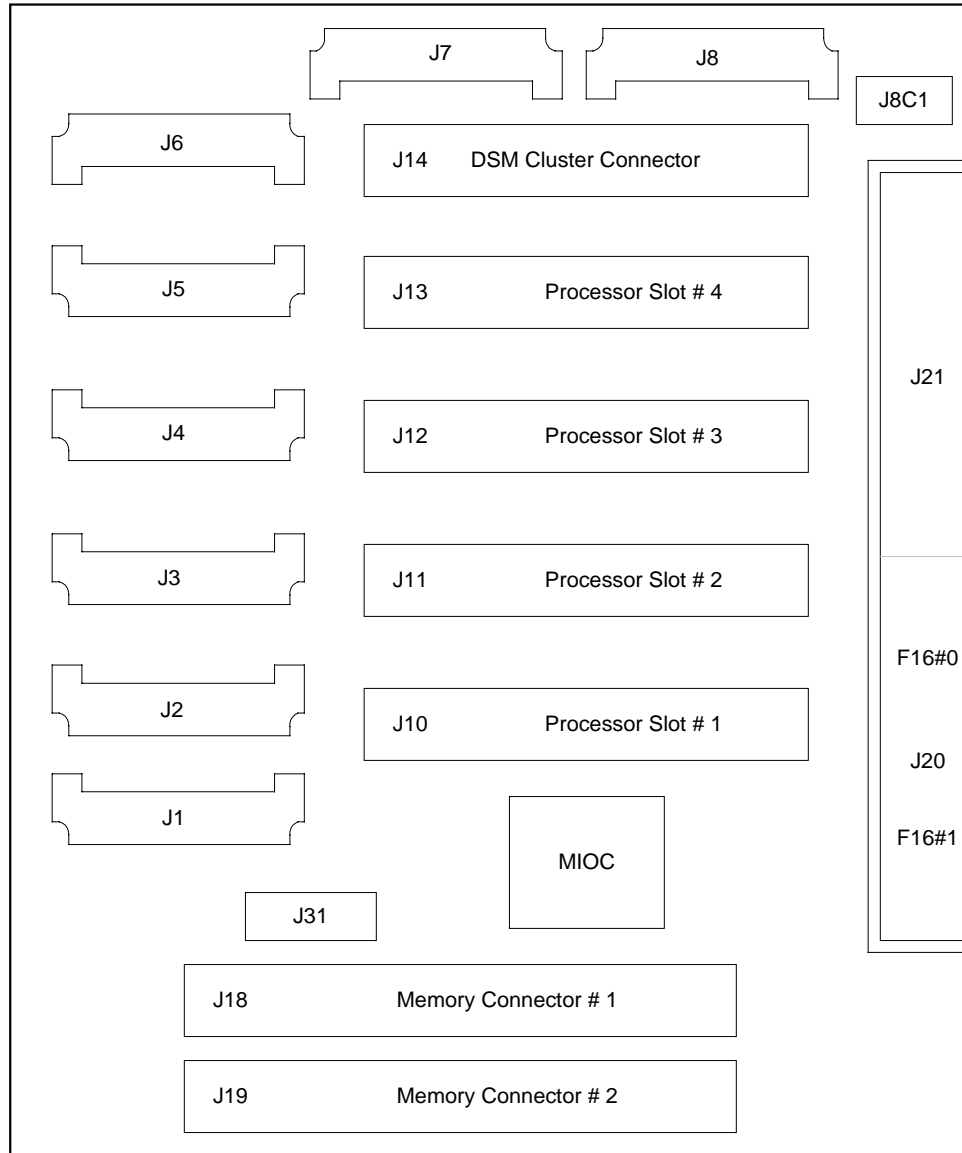 J7
J8
J8C1
J6
J14 DSM Cluster Connector
J5
J13 Processor Slot # 4
J21
J4
J12 Processor Slot # 3
J3
J11 Processor Slot # 2
F16#0
J2
J10 Processor Slot # 1
J20
J1
F16#1
MIOC
J31
J18 Memory Connector # 1
J19 Memory Connector # 2